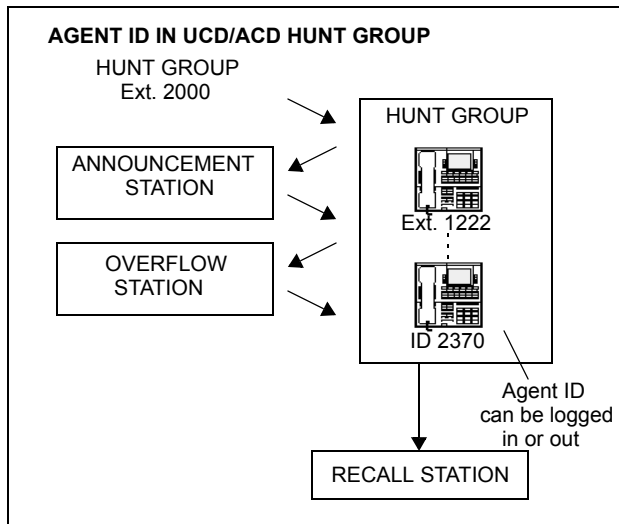 AGENT ID IN UCD/ACD HUNT GROUP
HUNT GROUP
Ext. 2000
HUNT GROUP
ANNOUNCEMENT
STATION
Ext. 1222
OVERFLOW
STATION
ID 2370
Agent ID
can be logged
in or out
RECALL STATION